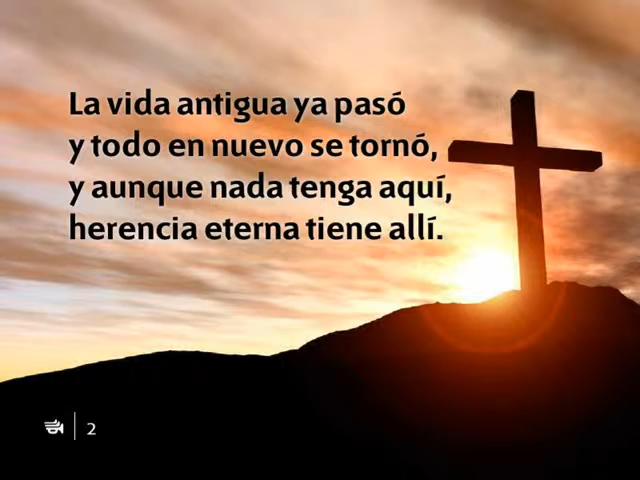 La vida antigua ya pasó
y todo en nuevo se tornó,
y aunque nada tenga aquí,
herencia eterna tiene allí.
2